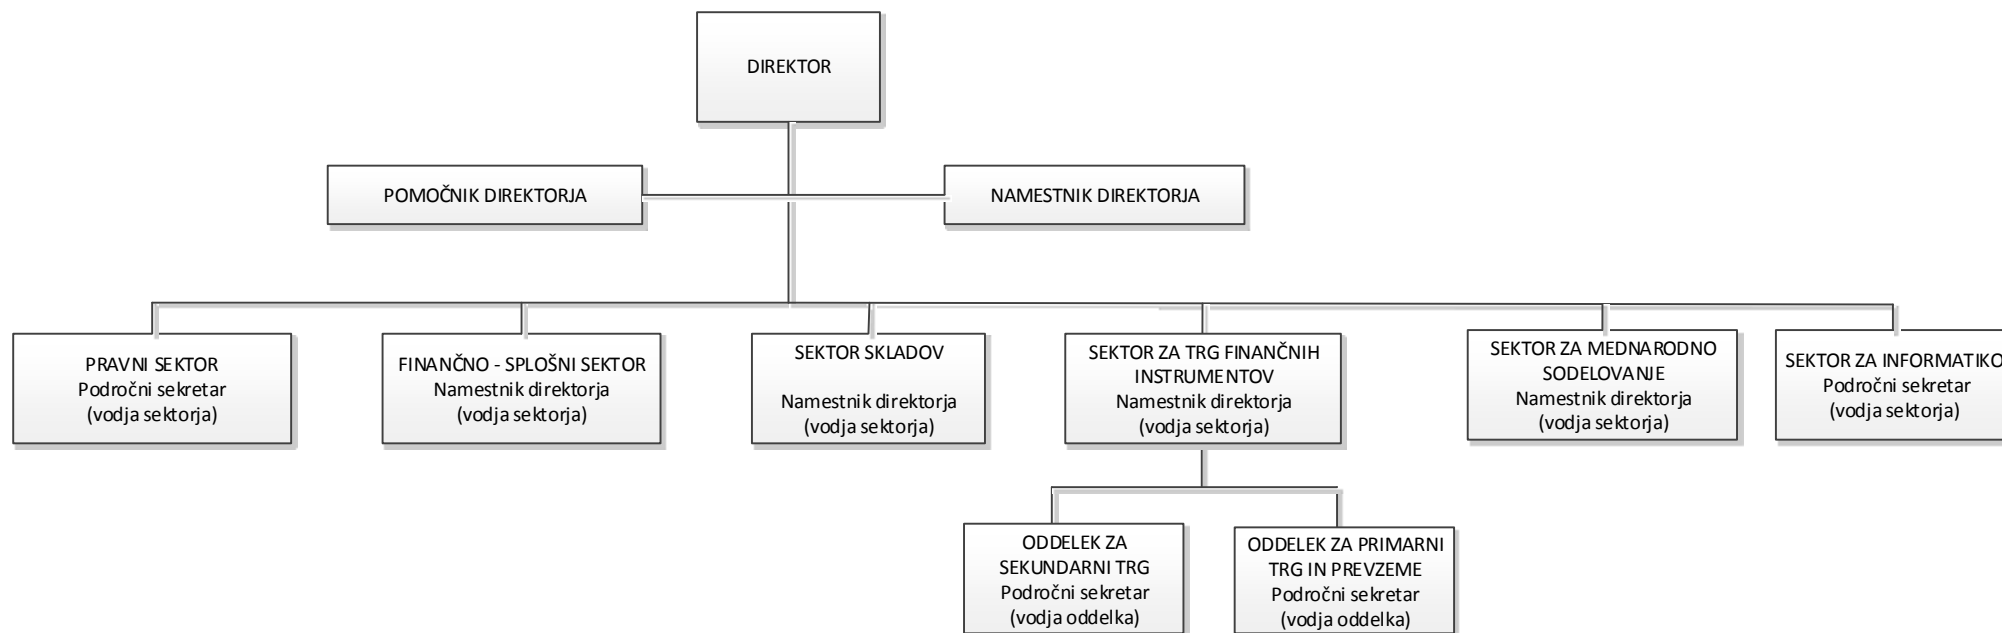 DIREKTOR
POMOČNIK DIREKTORJA
NAMESTNIK DIREKTORJA
PRAVNI SEKTOR
Področni sekretar
(vodja sektorja)
FINANČNO - SPLOŠNI SEKTOR
Namestnik direktorja
(vodja sektorja)
SEKTOR SKLADOV
Namestnik direktorja
(vodja sektorja)
SEKTOR ZA TRG FINANČNIH
INSTRUMENTOV
Namestnik direktorja
(vodja sektorja)
SEKTOR ZA MEDNARODNO
SODELOVANJE
Namestnik direktorja
(vodja sektorja)
SEKTOR ZA INFORMATIKO
Področni sekretar
(vodja sektorja)
ODDELEK ZA
SEKUNDARNI TRG
Področni sekretar
(vodja oddelka)
ODDELEK ZA PRIMARNI
TRG IN PREVZEME
Področni sekretar
(vodja oddelka)